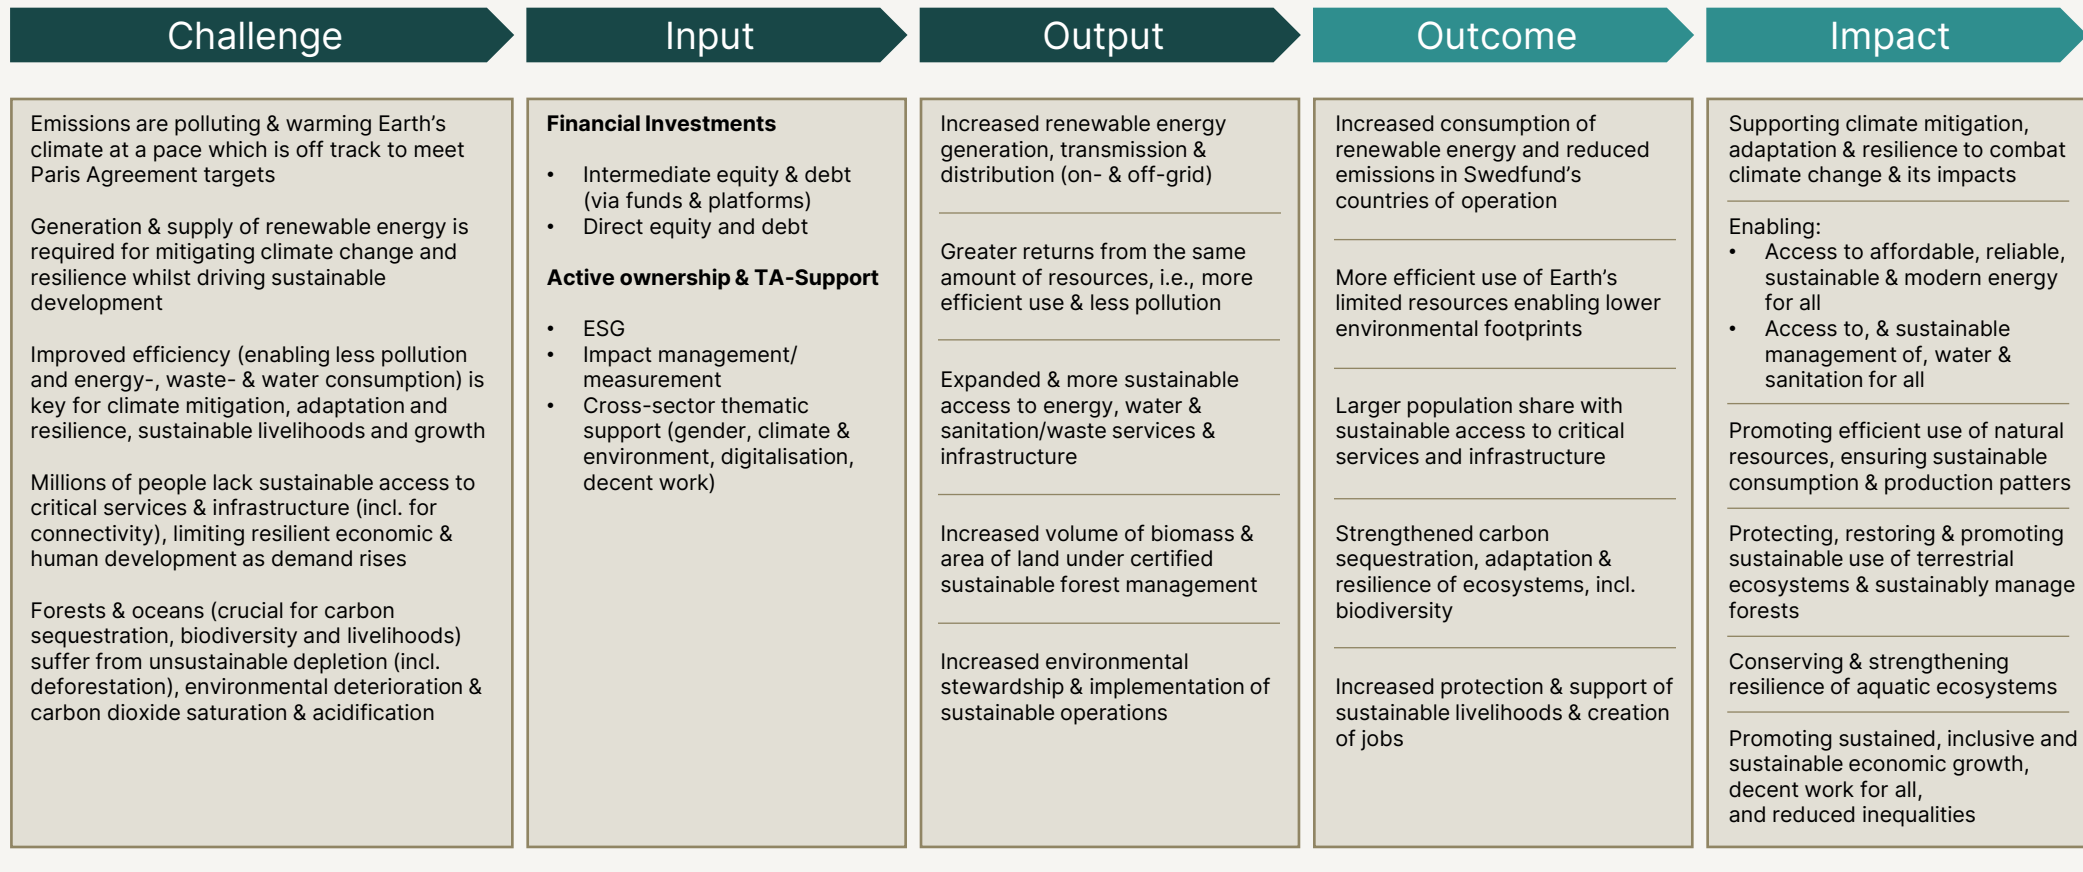 Challenge
Emissions are polluting & warming Earth's
climate at a pace which is off track to meet
Paris Agreement targets
Generation & supply of renewable energy is
required for mitigating climate change and
resilience whilst driving sustainable
development
Improved efficiency (enabling less pollution
and energy-, waste- & water consumption) is
key for climate mitigation, adaptation and
resilience, sustainable livelihoods and growth
Millions of people lack sustainable access to
critical services & infrastructure (incl. for
connectivity), limiting resilient economic &
human development as demand rises
Forests & oceans (crucial for carbon
sequestration, biodiversity and livelihoods)
suffer from unsustainable depletion (incl.
deforestation), environmental deterioration &
carbon dioxide saturation & acidification
Input
Financial Investments
• Intermediate equity & debt
(via funds & platforms)
• Direct equity and debt
Active ownership & TA-Support
• ESG
• Impact management/
measurement
• Cross-sector thematic
support (gender, climate &
environment, digitalisation,
decent work)
Output
Increased renewable energy
generation, transmission &
distribution (on- & off-grid)
Greater returns from the same
amount of resources, i.e., more
efficient use & less pollution
Expanded & more sustainable
access to energy, water &
sanitation/waste services &
infrastructure
Increased volume of biomass &
area of land under certified
sustainable forest management
Increased environmental
stewardship & implementation of
sustainable operations
Outcome
Increased consumption of
renewable energy and reduced
emissions in Swedfund's
countries of operation
More efficient use of Earth's
limited resources enabling lower
environmental footprints
Larger population share with
sustainable access to critical
services and infrastructure
Strengthened carbon
sequestration, adaptation &
resilience of ecosystems, incl.
biodiversity
Increased protection & support of
sustainable livelihoods & creation
of jobs
Impact
Supporting climate mitigation,
adaptation & resilience to combat
climate change & its impacts
Enabling:
• Access to affordable, reliable,
sustainable & modern energy
for all
• Access to, & sustainable
management of, water &
sanitation for all
Promoting efficient use of natural
resources, ensuring sustainable
consumption & production patters
Protecting, restoring & promoting
sustainable use of terrestrial
ecosystems & sustainably manage
forests
Conserving & strengthening
resilience of aquatic ecosystems
Promoting sustained, inclusive and
sustainable economic growth,
decent work for all,
and reduced inequalities